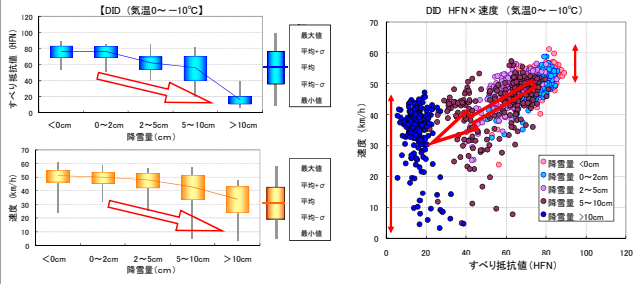 【DID (気温0~-10℃】
すべり抵抗値 (HFN)
100
80
60
40
20
0
<0cm 0~2cm 2~5cm 5~10cm >10cm
降雪量(cm)
最大値
平均+σ
平均
平均-σ
最小値
速度 (km/h)
70
60
50
40
30
20
10
0
<0cm 0~2cm 2~5cm 5~10cm >10cm
降雪量(cm)
最大値
平均+σ
平均
平均-σ
最小値
DID HFN×速度 (気温0~-10℃)
速度 (km/h)
70
60
50
40
30
20
10
0
0 20 40 60 80 100 120
すべり抵抗値(HFN)
降雪量 <0cm
降雪量 0~2cm
降雪量 2~5cm
降雪量 5~10cm
降雪量 >10cm